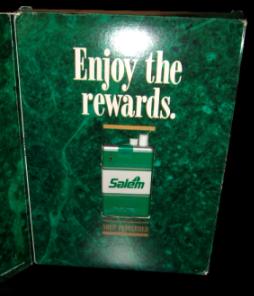 Enjoy the
rewards.
Salem